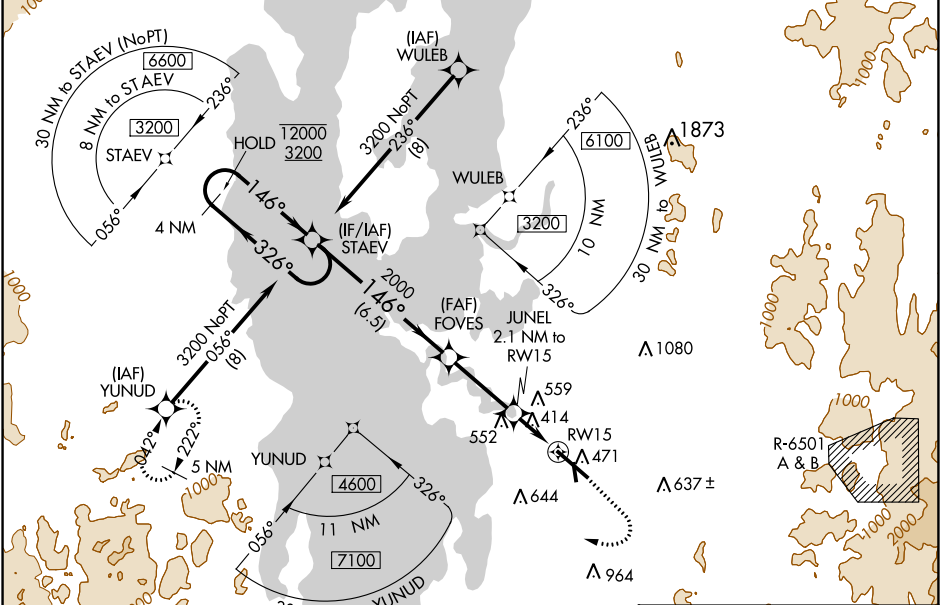 30 NM to STAEV (NoPT)
6600
8 NM to STAEV
3200
STAEV
236°
056°
HOLD
12000
3200
146°
326°
4 NM
(IF/IAF)
STAEV
(IAF)
WULEB
3200 NoPT
236°
(8)
WULEB
236°
6100
3200
10 NM
30 NM to WULEB
326°
1873
1000
1000
1000
2000
146°
(6.5)
(FAF)
FOVES
JUNEL
2.1 NM to
RW15
1080
559
414
552
RW15
471
644
637±
964
3200 NoPT
056°
(8)
(IAF)
YUNUD
042°
222°
5 NM
1000
YUNUD
4600
11 NM
326°
056°
7100
YUNUD
1000
R-6501
A & B
1000
2000